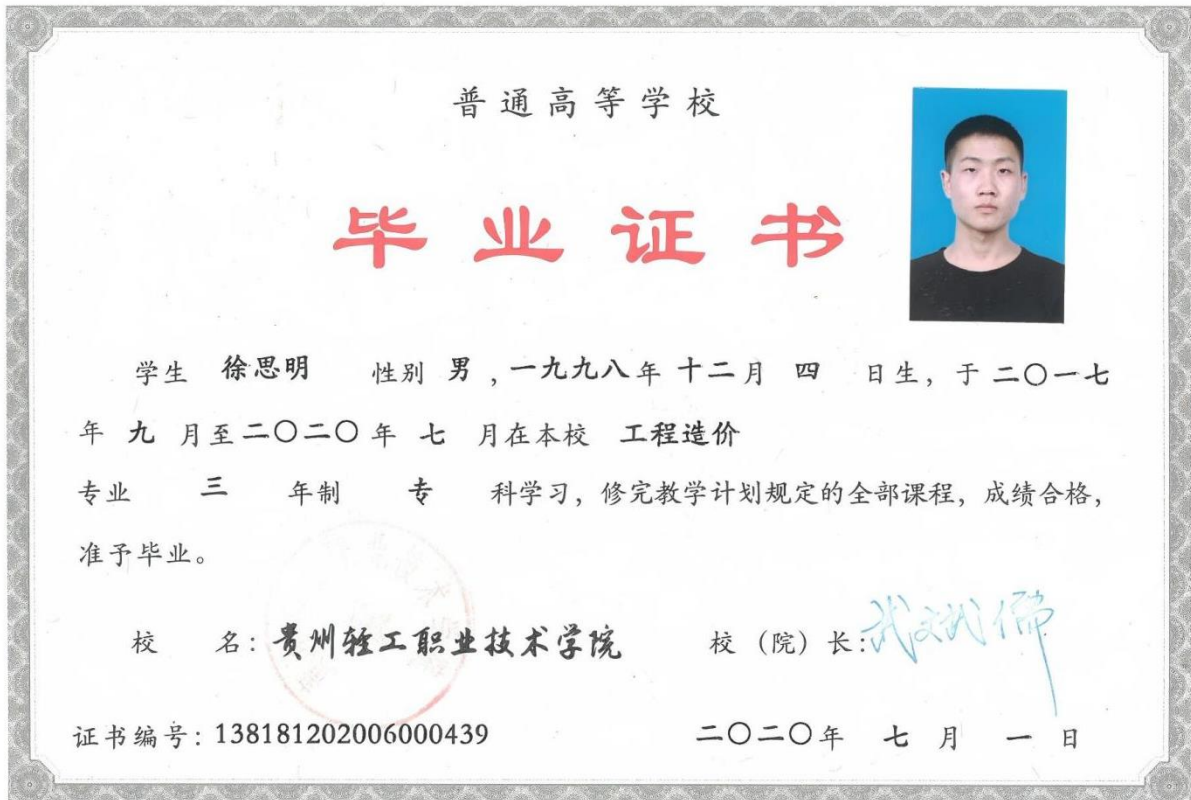 普通高等学校
毕业证书
学生 徐思明 性别 男 ，一九九八年 十二月 四 日生，于 二〇一七
年 九 月至二〇二〇年 七 月在本校 工程造价
专业 三 年制 专 科学习，修完教学计划规定的全部课程，成绩合格，
准予毕业。
校 名：贵州轻工职业技术学院 校（院）长：
证书编号：138181202006000439 二〇二〇年 七 月 一 日